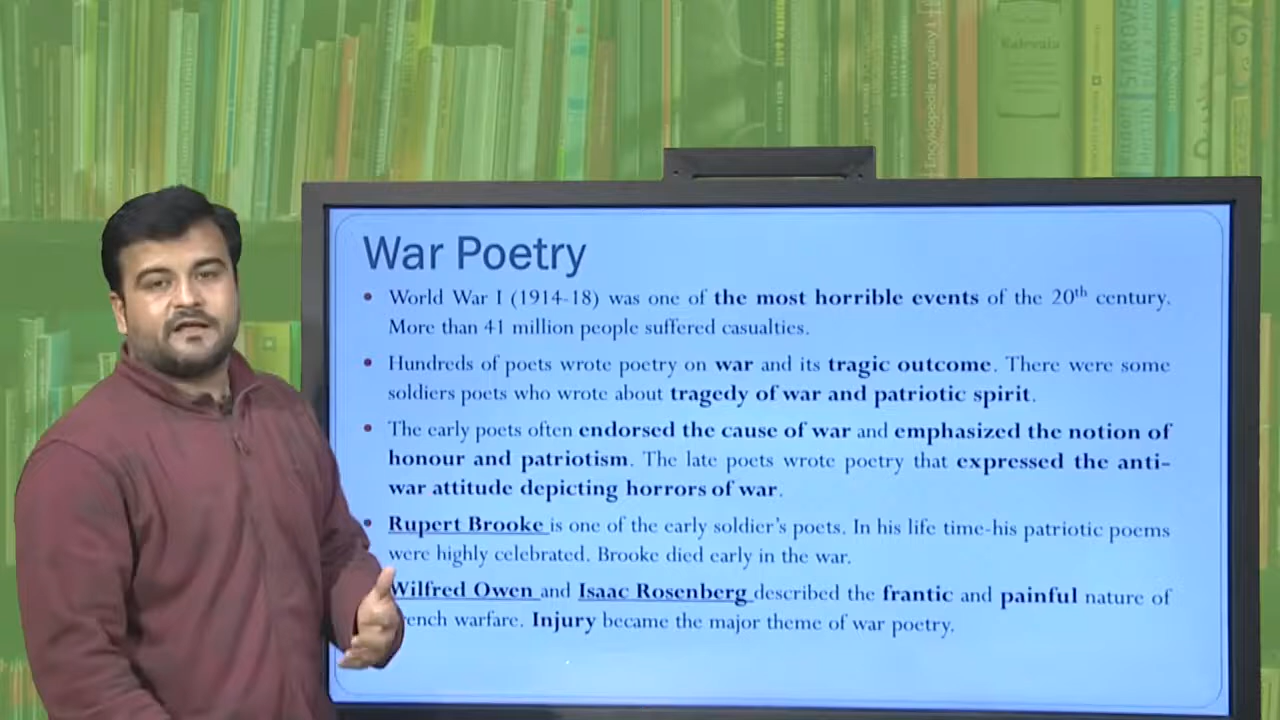 Kalevala
STAROVE
Encyklopedie mystiky I
War Poetry
• World War I (1914-18) was one of the most horrible events of the 20th century.
More than 41 million people suffered casualties.
• Hundreds of poets wrote poetry on war and its tragic outcome. There were some
soldiers poets who wrote about tragedy of war and patriotic spirit.
• The early poets often endorsed the cause of war and emphasized the notion of
honour and patriotism. The late poets wrote poetry that expressed the anti-
war attitude depicting horrors of war.
• Rupert Brooke is one of the early soldier's poets. In his life time-his patriotic poems
were highly celebrated. Brooke died early in the war.
Wilfred Owen and Isaac Rosenberg described the frantic and painful nature of
ench warfare. Injury became the major theme of war poetry.